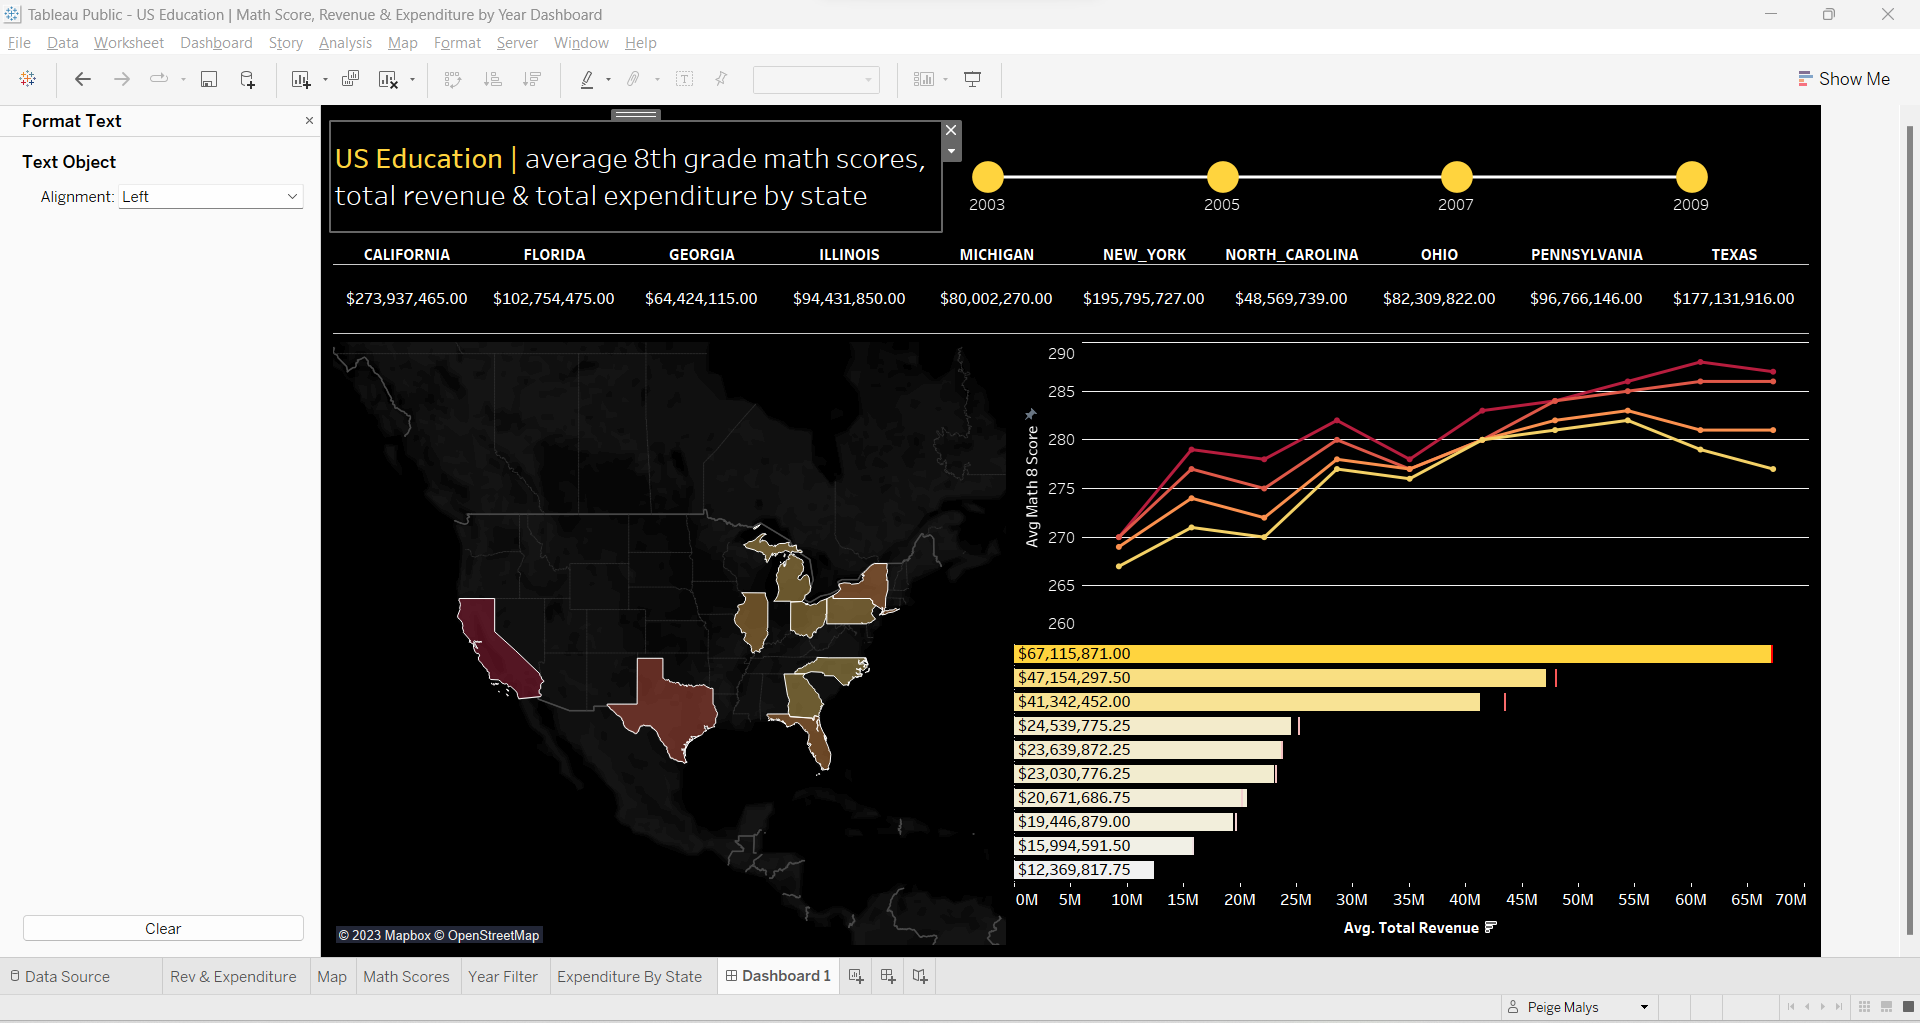 Tableau Public - US Education | Math Score, Revenue & Expenditure by Year Dashboard
File Data Worksheet Dashboard Story Analysis Map Format Server Window Help
Show Me
Format Text
Text Object
Alignment: Left
Clear
US Education | average 8th grade math scores,
total revenue & total expenditure by state
2003 2005 2007 2009
CALIFORNIA FLORIDA GEORGIA ILLINOIS MICHIGAN NEW_YORK NORTH_CAROLINA OHIO PENNSYLVANIA TEXAS
$273,937,465.00 $102,754,475.00 $64,424,115.00 $94,431,850.00 $80,002,270.00 $195,795,727.00 $48,569,739.00 $82,309,822.00 $96,766,146.00 $177,131,916.00
© 2023 Mapbox © OpenStreetMap
Avg Math 8 Score
290
285
280
275
270
265
260
$67,115,871.00
$47,154,297.50
$41,342,452.00
$24,539,775.25
$23,639,872.25
$23,030,776.25
$20,671,686.75
$19,446,879.00
$15,994,591.50
$12,369,817.75
0M 5M 10M 15M 20M 25M 30M 35M 40M 45M 50M 55M 60M 65M 70M
Avg. Total Revenue
Data Source Rev & Expenditure Map Math Scores Year Filter Expenditure By State Dashboard 1
Peige Malys